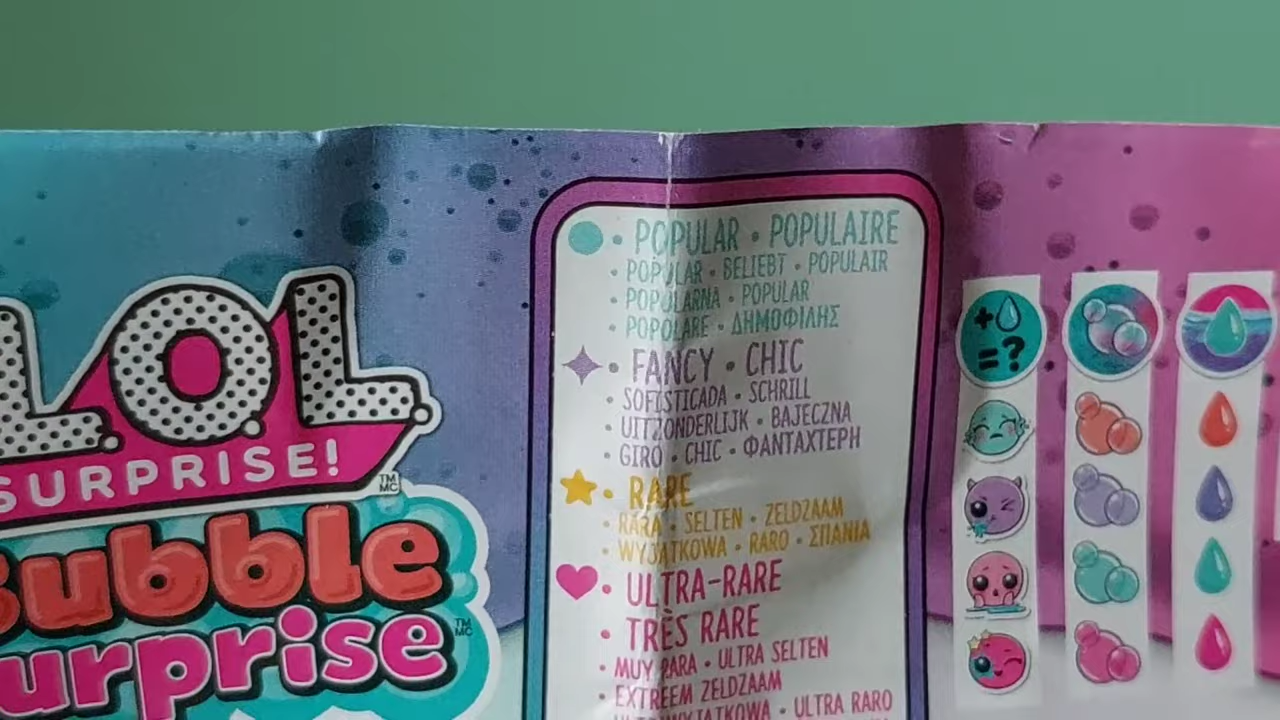 L.O.L.
SURPRISE!
TM
MC
Bubble
Surprise
TM
MC
• POPULAR • POPULAIRE
• POPULAR • BELIEBT • POPULAIR
• POPULARNA • POPULAR
• POPOLARE • ΔΗΜΟΦΙΛΗΣ
• FANCY • CHIC
• SOFISTICADA • SCHRILL
• UITZONDERLIJK • BAJECZNA
• GIRO • CHIC • ΦΑΝΤΑΧΤΕΡΗ
• RARE
• RARA • SELTEN • ZELDZAAM
• WYJĄTKOWA • RARO • ΣΠΑΝΙΑ
• ULTRA-RARE
• TRÈS RARE
• MUY RARA • ULTRA SELTEN
• EXTREEM ZELDZAAM
• ULTRA RARO
+
=?